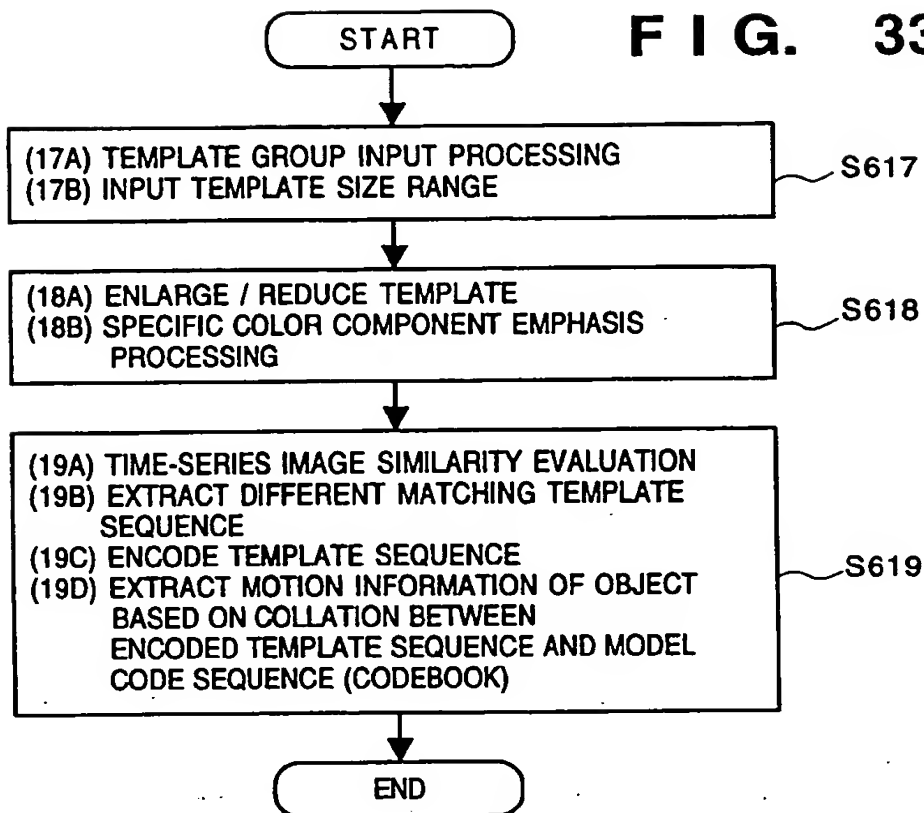 START
FIG. 33
(17A) TEMPLATE GROUP INPUT PROCESSING
(17B) INPUT TEMPLATE SIZE RANGE
S617
(18A) ENLARGE / REDUCE TEMPLATE
(18B) SPECIFIC COLOR COMPONENT EMPHASIS
PROCESSING
S618
(19A) TIME-SERIES IMAGE SIMILARITY EVALUATION
(19B) EXTRACT DIFFERENT MATCHING TEMPLATE
SEQUENCE
(19C) ENCODE TEMPLATE SEQUENCE
(19D) EXTRACT MOTION INFORMATION OF OBJECT
BASED ON COLLATION BETWEEN
ENCODED TEMPLATE SEQUENCE AND MODEL
CODE SEQUENCE (CODEBOOK)
S619
END